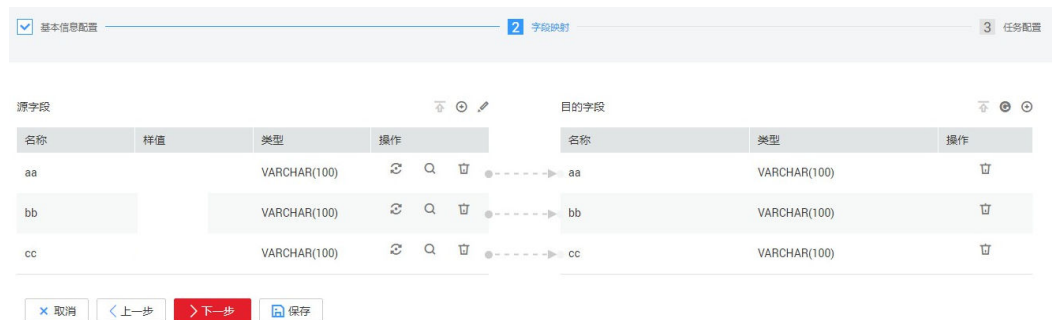 基本信息配置 2 字段映射 3 任务配置
源字段 目的字段
名称 样值 类型 操作 名称 类型 操作
aa VARCHAR(100) aa VARCHAR(100)
bb VARCHAR(100) bb VARCHAR(100)
cc VARCHAR(100) cc VARCHAR(100)
取消 上一步 下一步 保存